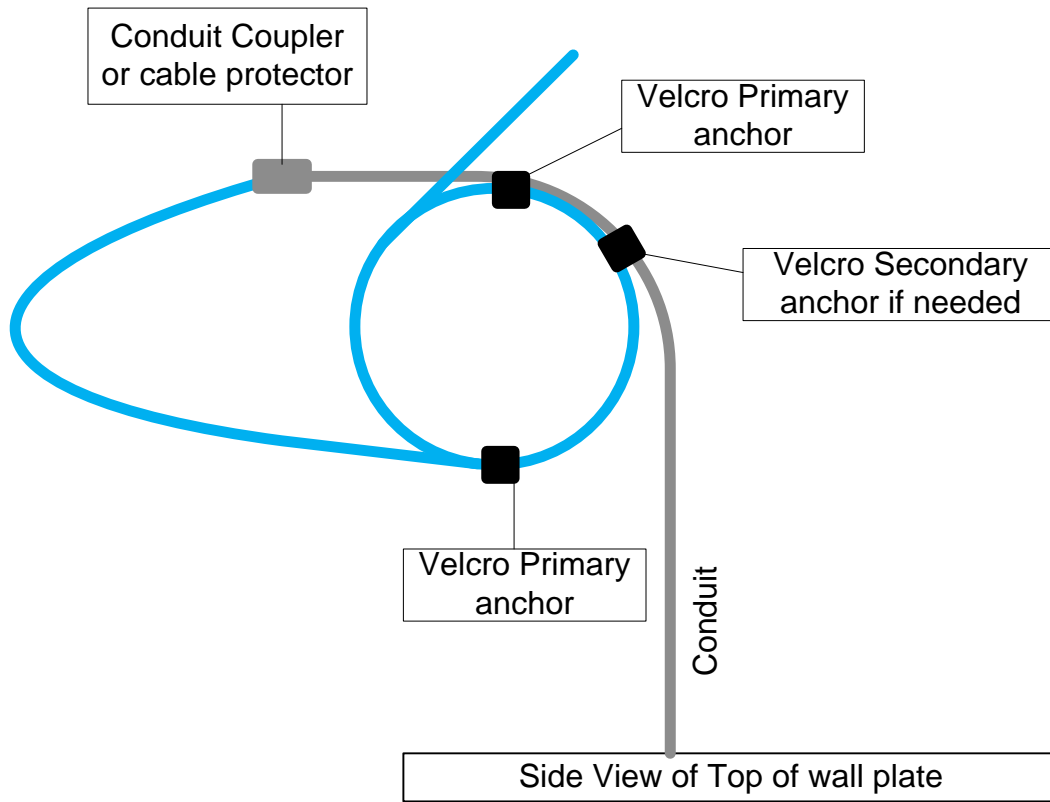 Conduit Coupler
or cable protector
Velcro Primary
anchor
Velcro Secondary
anchor if needed
Velcro Primary
anchor
Conduit
Side View of Top of wall plate